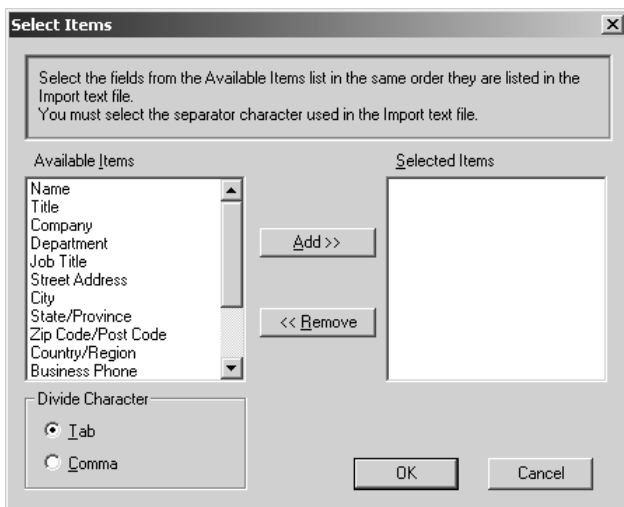 Select Items
Select the fields from the Available Items list in the same order they are listed in the
Import text file.
You must select the separator character used in the Import text file.
Available Items
Selected Items
Name
Title
Company
Department
Job Title
Street Address
City
State/Province
Zip Code/Post Code
Country/Region
Business Phone
Add >>
<< Remove
Divide Character
Tab
Comma
OK
Cancel